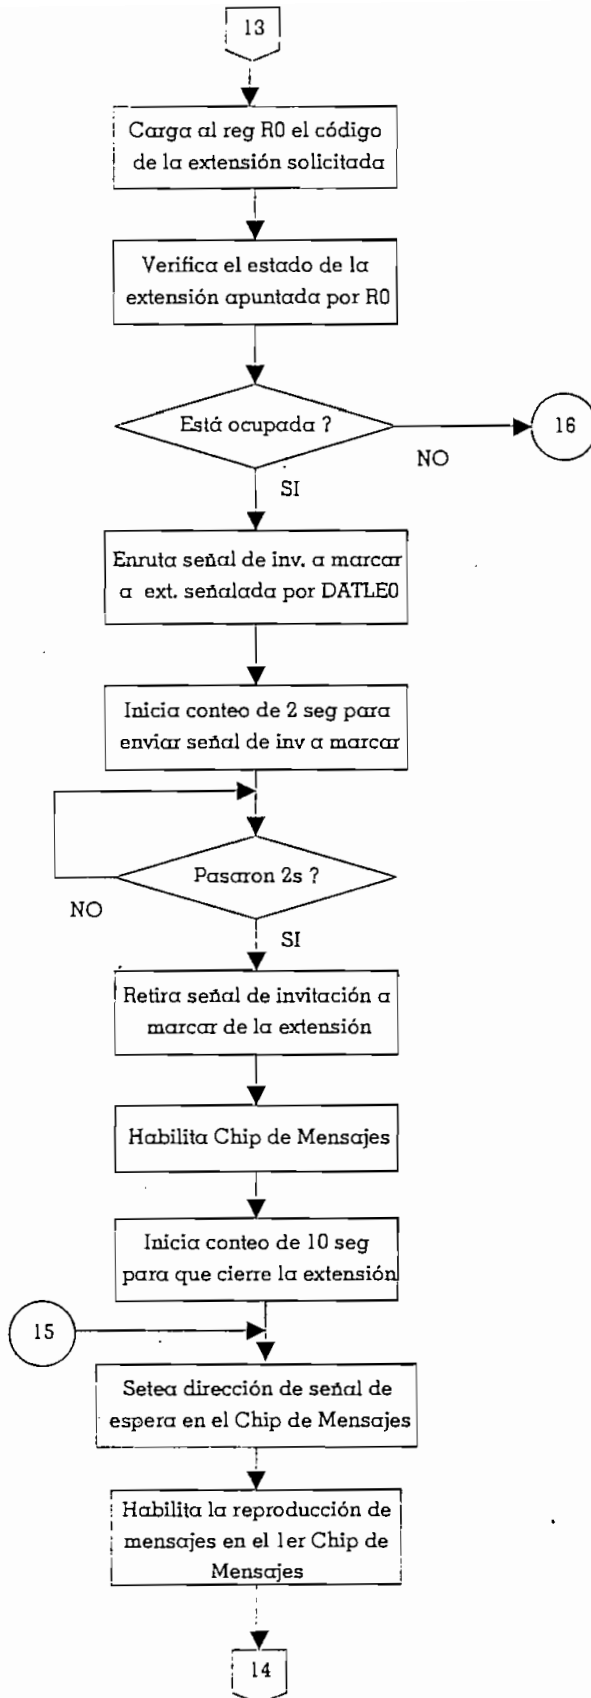 13
Carga al reg R0 el código
de la extensión solicitada
Verifica el estado de la
extensión apuntada por R0
Está ocupada ?
16
NO
SI
Enruta señal de inv. a marcar
a ext. señalada por DATLE0
Inicia conteo de 2 seg para
enviar señal de inv a marcar
Pasaron 2s ?
NO
SI
Retira señal de invitación a
marcar de la extensión
Habilita Chip de Mensajes
Inicia conteo de 10 seg
para que cierre la extensión
15
Setea dirección de señal de
espera en el Chip de Mensajes
Habilita la reproducción de
mensajes en el 1er Chip de
Mensajes
14